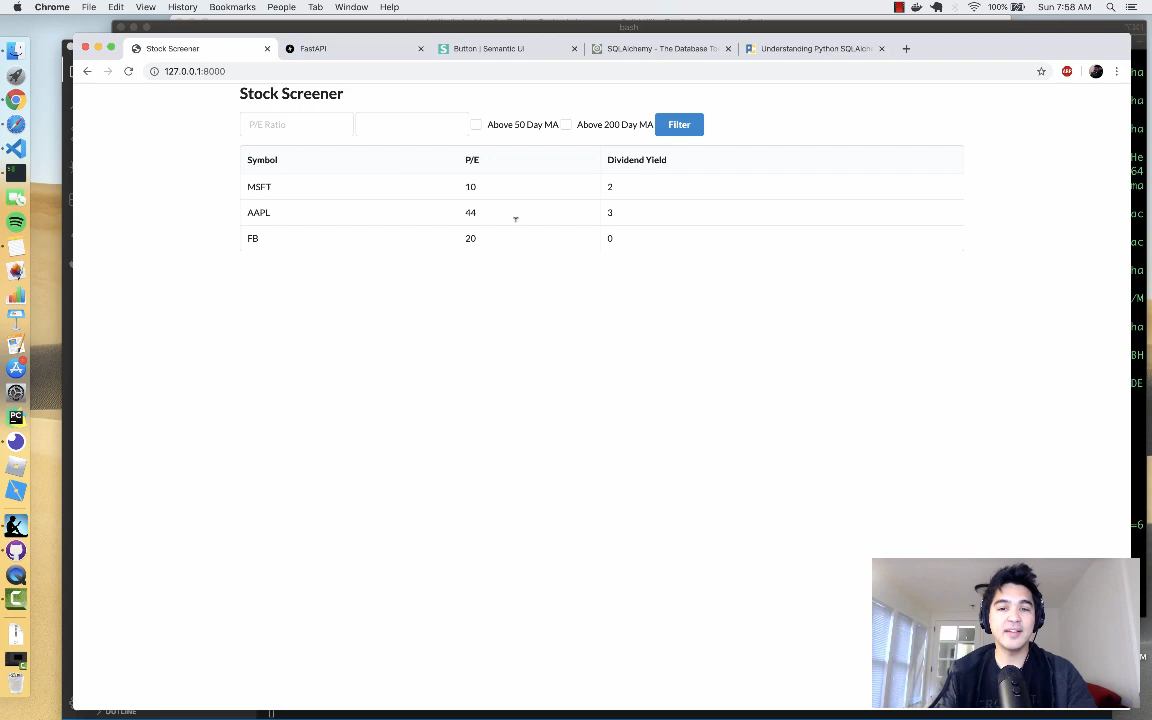 Chrome File Edit View History Bookmarks People Tab Window Help 100% Sun 7:58 AM
bash
Stock Screener FastAPI Button | Semantic UI SQLAlchemy - The Database To Understanding Python SQLAlch
127.0.0.1:8000
Stock Screener
P/E Ratio Above 50 Day MA Above 200 Day MA Filter
Symbol P/E Dividend Yield
MSFT 10 2
AAPL 44 3
FB 20 0
OUTLINE